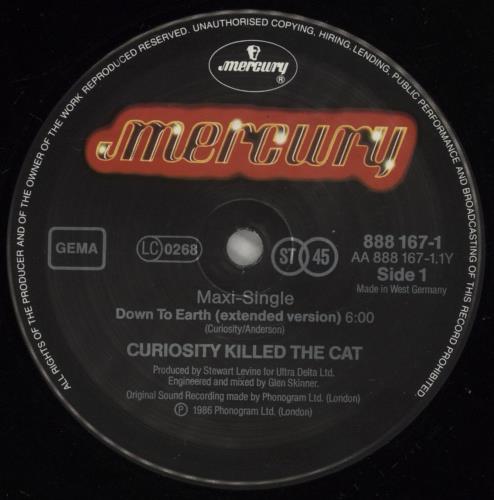 ALL RIGHTS OF THE PRODUCER AND OF THE OWNER OF THE WORK REPRODUCED RESERVED. UNAUTHORISED COPYING, HIRING, LENDING, PUBLIC PERFORMANCE AND BROADCASTING OF THIS RECORD PROHIBITED.
mercury
®
mercury
GEMA
LC 0268
ST 45
888 167-1
AA 888 167-1.1Y
Side 1
Made in West Germany
Maxi-Single
Down To Earth (extended version) 6:00
(Curiosity/Anderson)
CURIOSITY KILLED THE CAT
Produced by Stewart Levine for Ultra Delta Ltd.
Engineered and mixed by Glen Skinner.
Original Sound Recording made by Phonogram Ltd. (London)
℗ 1986 Phonogram Ltd. (London)